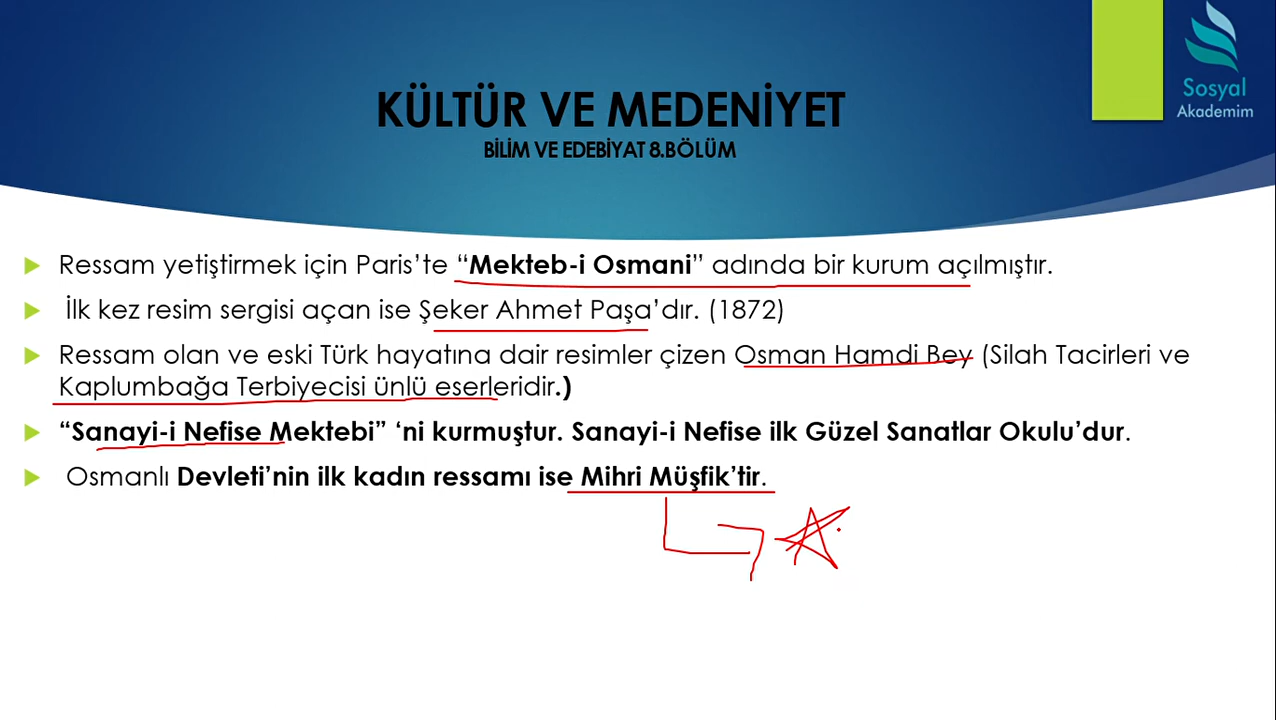 Sosyal
Akademim
KÜLTÜR VE MEDENİYET
BİLİM VE EDEBİYAT 8.BÖLÜM
Ressam yetiştirmek için Paris’te “Mekteb-i Osmani” adında bir kurum açılmıştır.
İlk kez resim sergisi açan ise Şeker Ahmet Paşa’dır. (1872)
Ressam olan ve eski Türk hayatına dair resimler çizen Osman Hamdi Bey (Silah Tacirleri ve
Kaplumbağa Terbiyecisi ünlü eserleridir.)
“Sanayi-i Nefise Mektebi” ‘ni kurmuştur. Sanayi-i Nefise ilk Güzel Sanatlar Okulu’dur.
Osmanlı Devleti’nin ilk kadın ressamı ise Mihri Müşfik’tir.